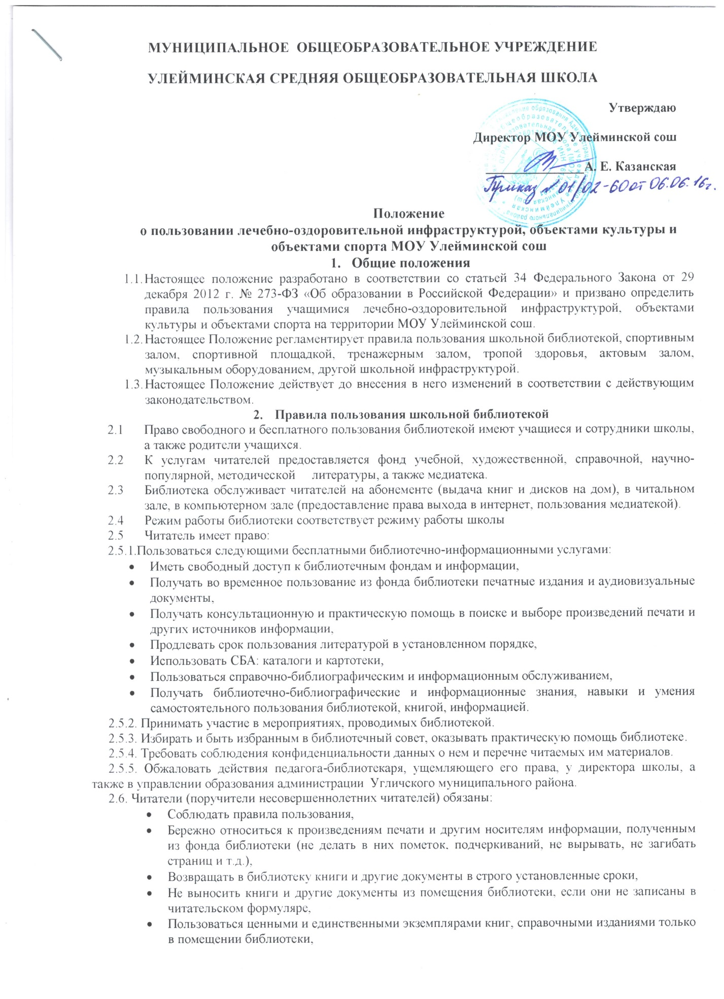 МУНИЦИПАЛЬНОЕ ОБЩЕОБРАЗОВАТЕЛЬНОЕ УЧРЕЖДЕНИЕ
УЛЕЙМИНСКАЯ СРЕДНЯЯ ОБЩЕОБРАЗОВАТЕЛЬНАЯ ШКОЛА
Утверждаю
Директор МОУ Улейминской сош
______________А. Е. Казанская
Приказ № 01/02-60 от 06.06.16г.
Положение
о пользовании лечебно-оздоровительной инфраструктурой, объектами культуры и
объектами спорта МОУ Улейминской сош
1. Общие положения
1.1. Настоящее положение разработано в соответствии со статьей 34 Федерального Закона от 29
декабря 2012 г. № 273-ФЗ «Об образовании в Российской Федерации» и призвано определить
правила пользования учащимися лечебно-оздоровительной инфраструктурой, объектами
культуры и объектами спорта на территории МОУ Улейминской сош.
1.2. Настоящее Положение регламентирует правила пользования школьной библиотекой, спортивным
залом, спортивной площадкой, тренажерным залом, тропой здоровья, актовым залом,
музыкальным оборудованием, другой школьной инфраструктурой.
1.3. Настоящее Положение действует до внесения в него изменений в соответствии с действующим
законодательством.
2. Правила пользования школьной библиотекой
2.1 Право свободного и бесплатного пользования библиотекой имеют учащиеся и сотрудники школы,
а также родители учащихся.
2.2 К услугам читателей предоставляется фонд учебной, художественной, справочной, научно-
популярной, методической литературы, а также медиатека.
2.3 Библиотека обслуживает читателей на абонементе (выдача книг и дисков на дом), в читальном
зале, в компьютерном зале (предоставление права выхода в интернет, пользования медиатекой).
2.4 Режим работы библиотеки соответствует режиму работы школы
2.5 Читатель имеет право:
2.5.1.Пользоваться следующими бесплатными библиотечно-информационными услугами:
• Иметь свободный доступ к библиотечным фондам и информации,
• Получать во временное пользование из фонда библиотеки печатные издания и аудиовизуальные
документы,
• Получать консультационную и практическую помощь в поиске и выборе произведений печати и
других источников информации,
• Продлевать срок пользования литературой в установленном порядке,
• Использовать СБА: каталоги и картотеки,
• Пользоваться справочно-библиографическим и информационным обслуживанием,
• Получать библиотечно-библиографические и информационные знания, навыки и умения
самостоятельного пользования библиотекой, книгой, информацией.
2.5.2. Принимать участие в мероприятиях, проводимых библиотекой.
2.5.3. Избирать и быть избранным в библиотечный совет, оказывать практическую помощь библиотеке.
2.5.4. Требовать соблюдения конфиденциальности данных о нем и перечне читаемых им материалов.
2.5.5. Обжаловать действия педагога-библиотекаря, ущемляющего его права, у директора школы, а
также в управлении образования администрации Угличского муниципального района.
2.6. Читатели (поручители несовершеннолетних читателей) обязаны:
• Соблюдать правила пользования,
• Бережно относиться к произведениям печати и другим носителям информации, полученным
из фонда библиотеки (не делать в них пометок, подчеркиваний, не вырывать, не загибать
страниц и т.д.),
• Возвращать в библиотеку книги и другие документы в строго установленные сроки,
• Не выносить книги и другие документы из помещения библиотеки, если они не записаны в
читательском формуляре,
• Пользоваться ценными и единственными экземплярами книг, справочными изданиями только
в помещении библиотеки,